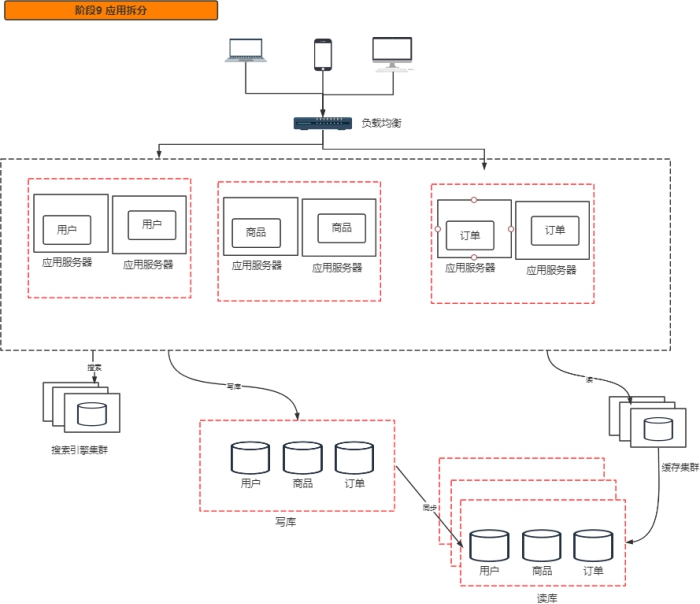 阶段9 应用拆分
负载均衡
用户
用户
商品
商品
订单
订单
应用服务器
应用服务器
应用服务器
应用服务器
应用服务器
应用服务器
搜索
写库
读
搜索引擎集群
缓存集群
用户
商品
订单
写库
同步
用户
商品
订单
读库